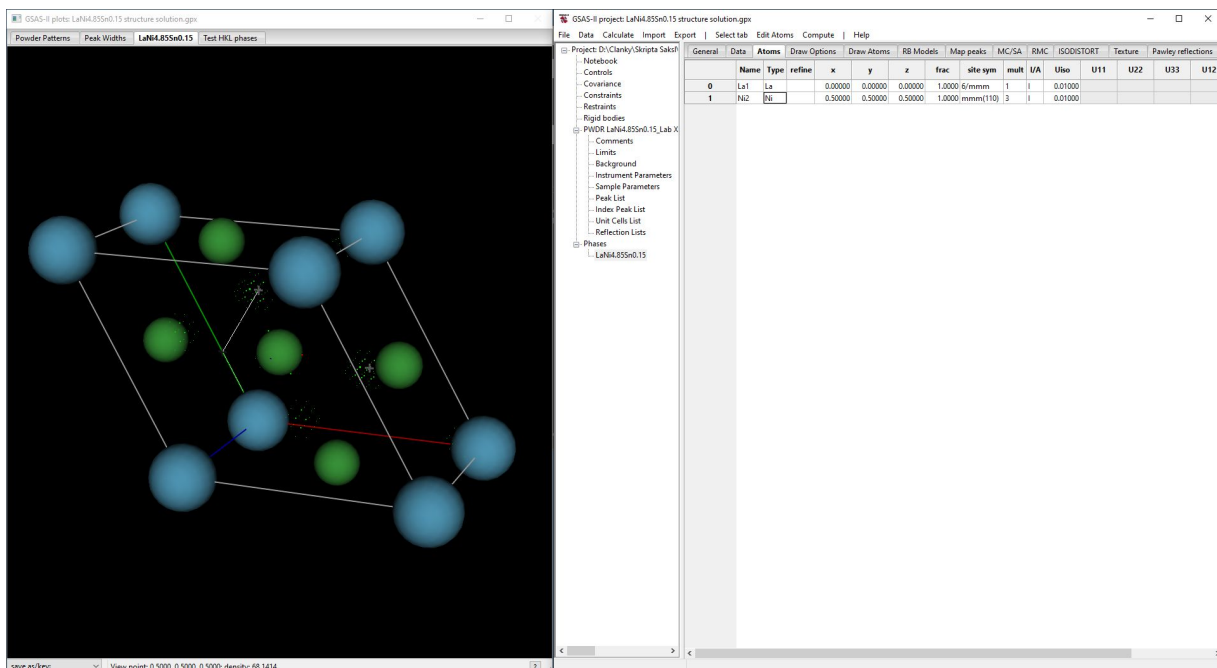 GSAS-II plots: LaNi4.85Sn0.15 structure solution.gpx
Powder Patterns Peak Widths LaNi4.85Sn0.15 Test HKL phases
save as/key: View point: 0.5000, 0.5000, 0.5000; density: 68.1414 ?
GSAS-II project: LaNi4.85Sn0.15 structure solution.gpx
File Data Calculate Import Export | Select tab Edit Atoms Compute | Help
Project: D:\Clanky\Skripta Saksl\
Notebook
Controls
Covariance
Constraints
Restraints
Rigid bodies
PWDR LaNi4.85Sn0.15_Lab X
Comments
Limits
Background
Instrument Parameters
Sample Parameters
Peak List
Index Peak List
Unit Cells List
Reflection Lists
Phases
LaNi4.85Sn0.15
General Data Atoms Draw Options Draw Atoms RB Models Map peaks MC/SA RMC ISODISTORT Texture Pawley reflections
Name Type refine x y z frac site sym mult I/A Uiso U11 U22 U33 U12
0 La1 La 0.00000 0.00000 0.00000 1.0000 6/mmm 1 I 0.01000
1 Ni2 Ni 0.50000 0.50000 0.50000 1.0000 mmm(110) 3 I 0.01000